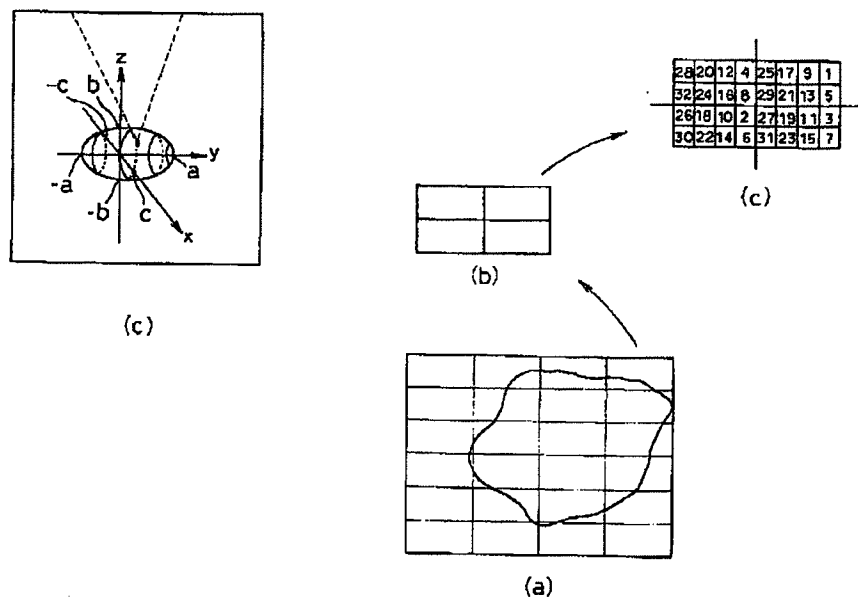 z
-c b
y
-a a
-b c
x
(c)
28 20 12 4 25 17 9 1
32 24 16 8 29 21 13 5
26 18 10 2 27 19 11 3
30 22 14 6 31 23 15 7
(c)
(b)
(a)